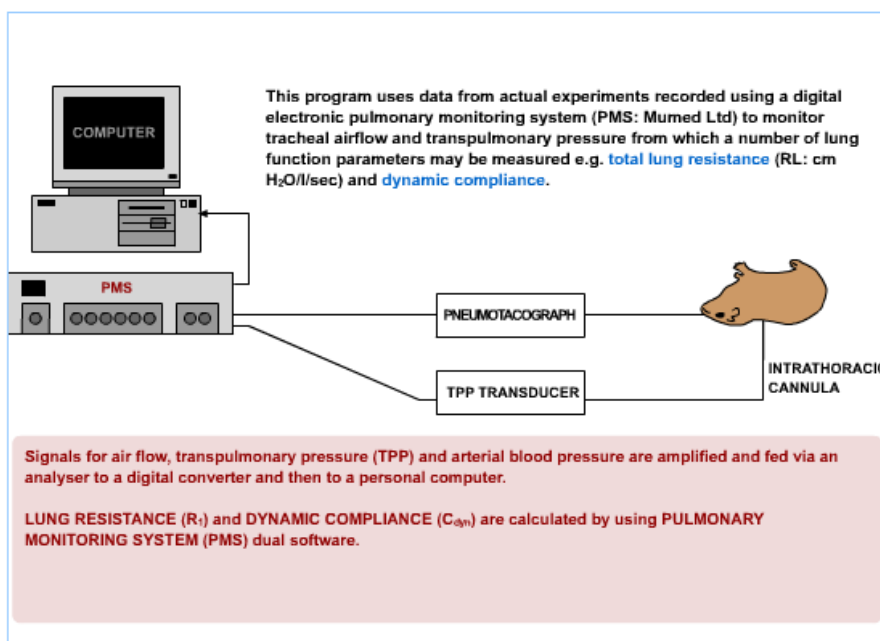 This program uses data from actual experiments recorded using a digital
electronic pulmonary monitoring system (PMS: Mumed Ltd) to monitor
tracheal airflow and transpulmonary pressure from which a number of lung
function parameters may be measured e.g. total lung resistance (RL: cm
H₂O/l/sec) and dynamic compliance.
COMPUTER
PMS
PNEUMOTACOGRAPH
TPP TRANSDUCER
INTRATHORACIC
CANNULA
Signals for air flow, transpulmonary pressure (TPP) and arterial blood pressure are amplified and fed via an
analyser to a digital converter and then to a personal computer.
LUNG RESISTANCE (R₁) and DYNAMIC COMPLIANCE (Cdyn) are calculated by using PULMONARY
MONITORING SYSTEM (PMS) dual software.